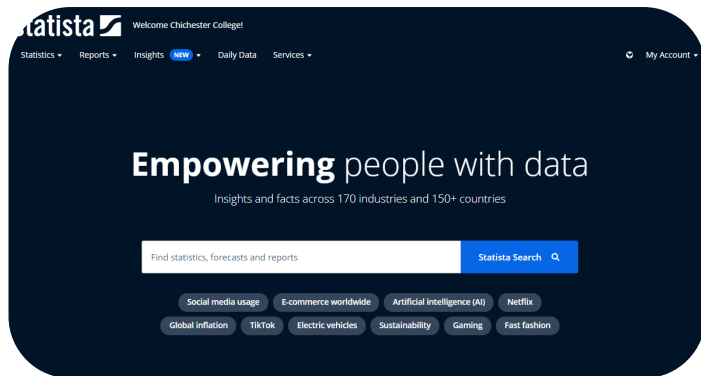 statista Welcome Chichester College!
Statistics Reports Insights NEW Daily Data Services My Account
Empowering people with data
Insights and facts across 170 industries and 150+ countries
Find statistics, forecasts and reports Statista Search
Social media usage E-commerce worldwide Artificial intelligence (AI) Netflix
Global inflation TikTok Electric vehicles Sustainability Gaming Fast fashion